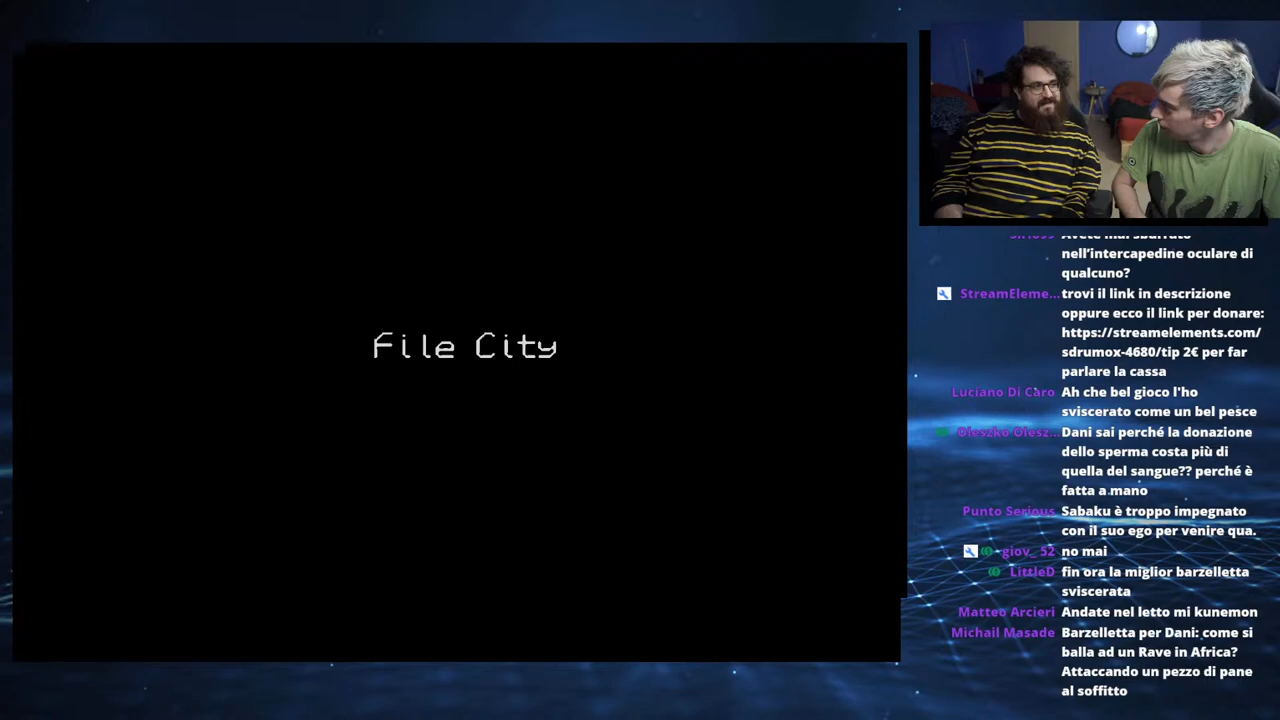 File City
nell'intercapedine oculare di
qualcuno?
StreamEleme... trovi il link in descrizione
oppure ecco il link per donare:
https://streamelements.com/
sdrumox-4680/tip 2€ per far
parlare la cassa
Luciano Di Caro Ah che bel gioco l'ho
sviscerato come un bel pesce
Oleszko Olesz... Dani sai perché la donazione
dello sperma costa più di
quella del sangue?? perché è
fatta a mano
Punto Serious Sabaku è troppo impegnato
con il suo ego per venire qua.
giov_ 52 no mai
LittleD fin ora la miglior barzelletta
sviscerata
Matteo Arcieri Andate nel letto mi kunemon
Michail Masade Barzelletta per Dani: come si
balla ad un Rave in Africa?
Attaccando un pezzo di pane
al soffitto